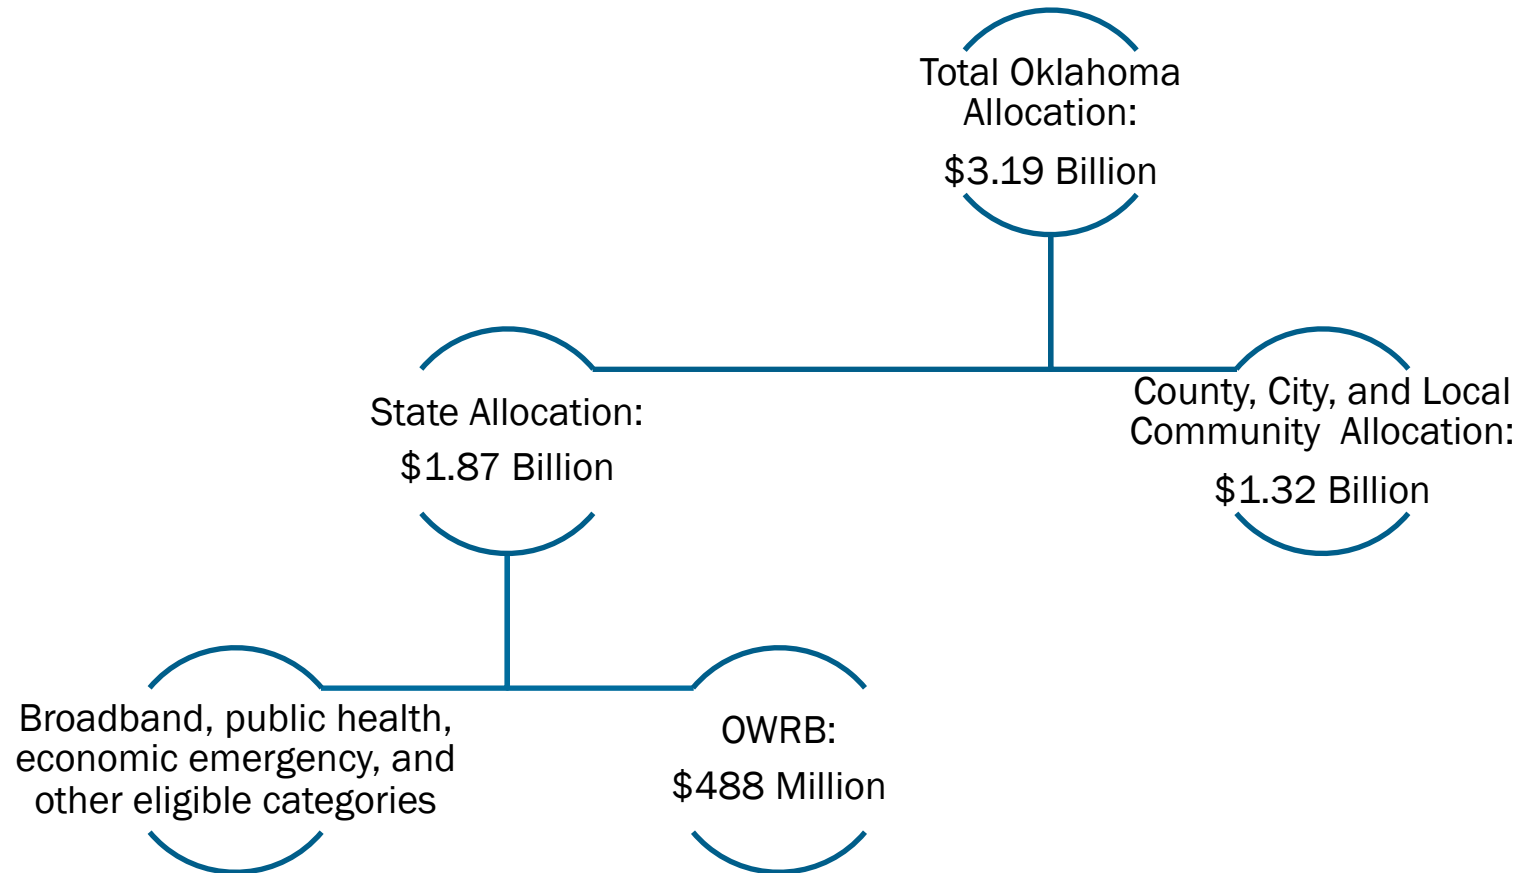 Total Oklahoma
Allocation:
$3.19 Billion
State Allocation:
$1.87 Billion
County, City, and Local
Community  Allocation:
$1.32 Billion
Broadband, public health,
economic emergency, and
other eligible categories
OWRB:
$488 Million